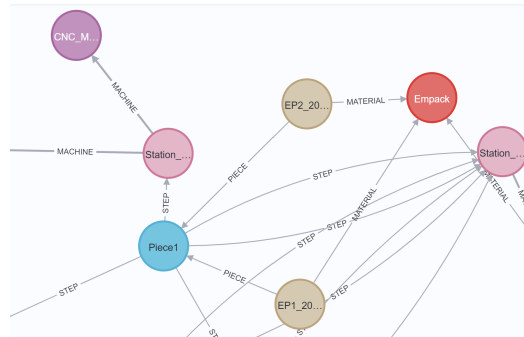 CNC_M...
MACHINE
EP2_20...
MATERIAL
Empack
MACHINE
Station_...
Station_...
PIECE
STEP
MATERIAL
STEP
MATERIAL
STEP
STEP
Piece1
PIECE
STEP
STEP
EP1_20...